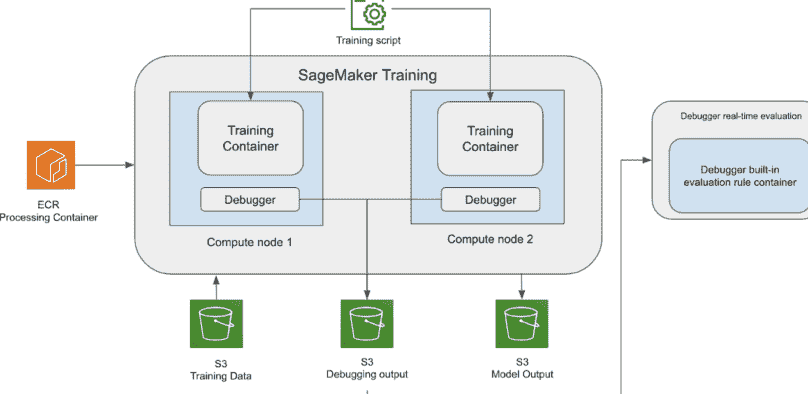 Training script
SageMaker Training
Training
Container
Debugger
Compute node 1
Training
Container
Debugger
Compute node 2
ECR
Processing Container
Debugger real-time evaluation
Debugger built-in
evaluation rule container
S3
Training Data
S3
Debugging output
S3
Model Output